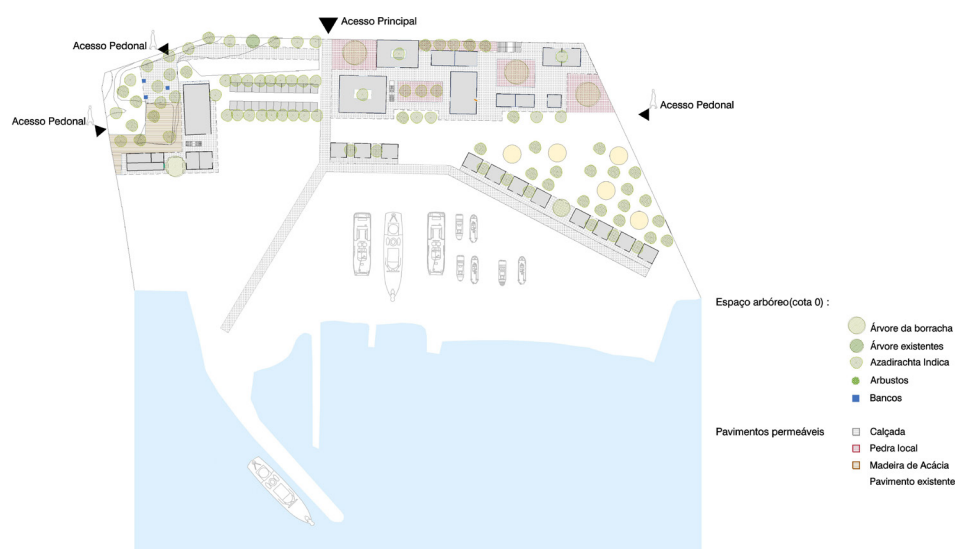 Acesso Principal
Acesso Pedonal
Acesso Pedonal
Acesso Pedonal
Espaço arbóreo(cota 0) :
Árvore da borracha
Árvore existentes
Azadirachta Indica
Arbustos
Bancos
Pavimentos permeáveis
Calçada
Pedra local
Madeira de Acácia
Pavimento existente